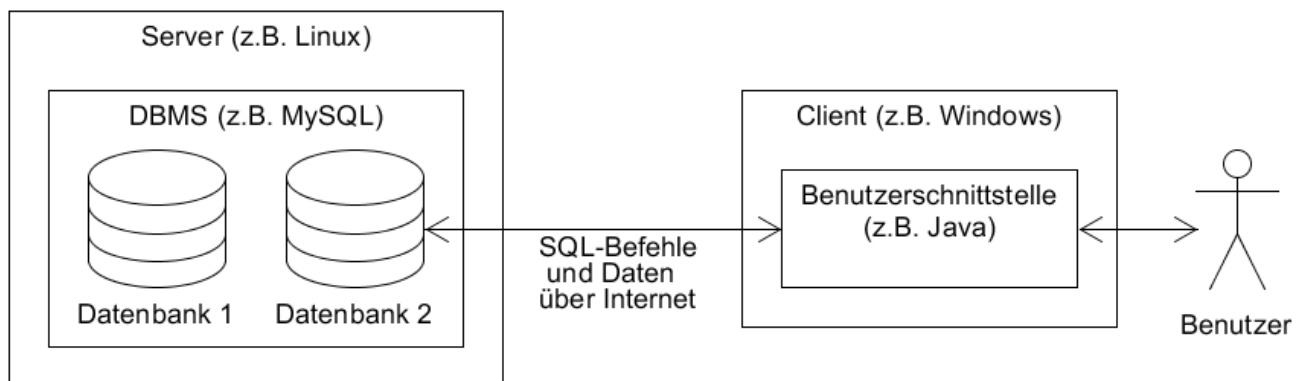 Server (z.B. Linux)
DBMS (z.B. MySQL)
Datenbank 1
Datenbank 2
SQL-Befehle
und Daten
über Internet
Client (z.B. Windows)
Benutzerschnittstelle
(z.B. Java)
Benutzer